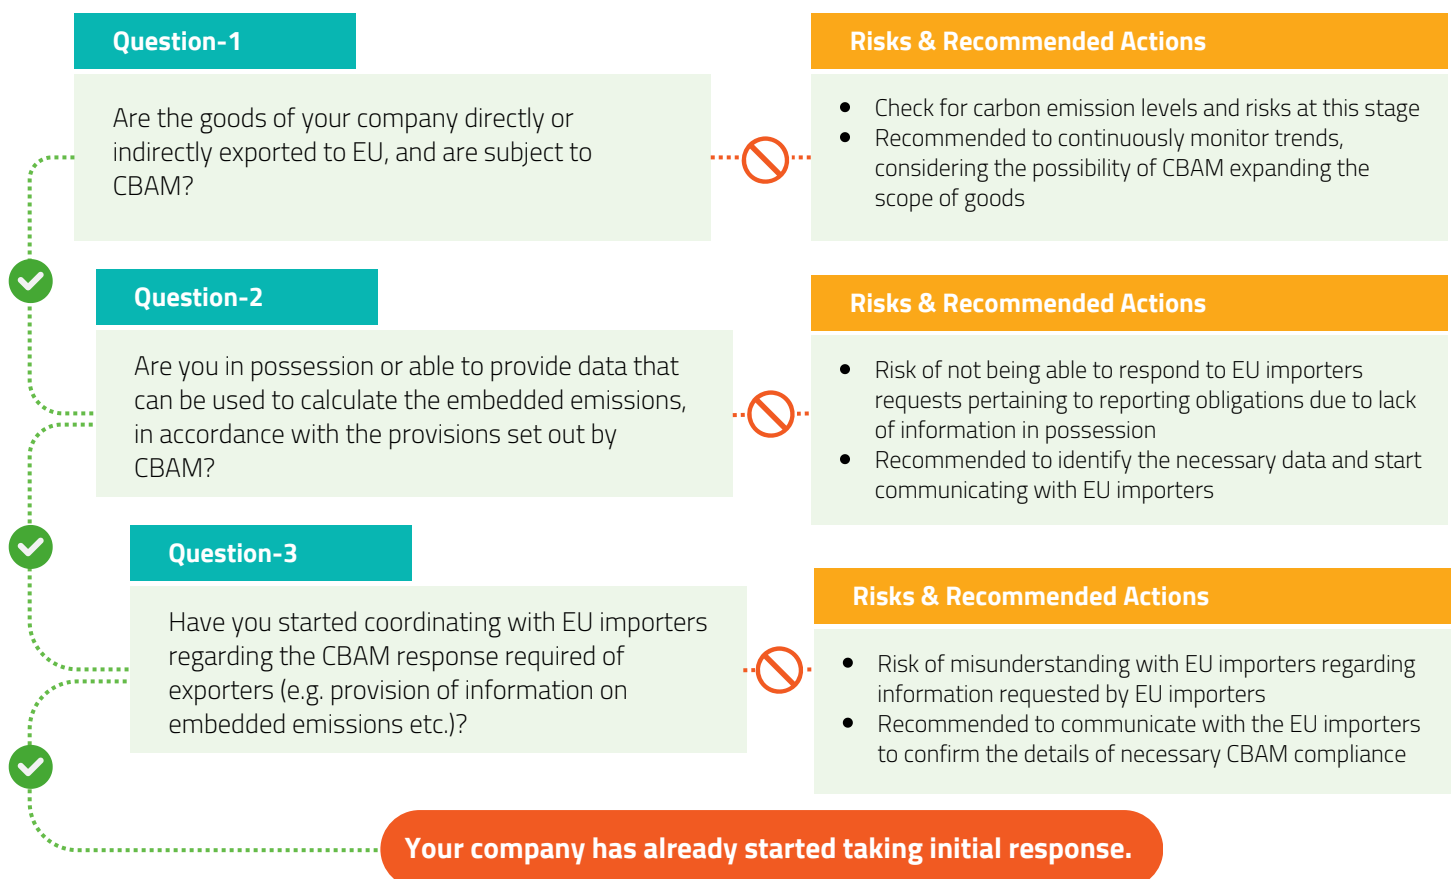 Question-1
Are the goods of your company directly or
indirectly exported to EU, and are subject to
CBAM?
Risks & Recommended Actions
• Check for carbon emission levels and risks at this stage
• Recommended to continuously monitor trends,
considering the possibility of CBAM expanding the
scope of goods
Question-2
Are you in possession or able to provide data that
can be used to calculate the embedded emissions,
in accordance with the provisions set out by
CBAM?
Risks & Recommended Actions
• Risk of not being able to respond to EU importers
requests pertaining to reporting obligations due to lack
of information in possession
• Recommended to identify the necessary data and start
communicating with EU importers
Question-3
Have you started coordinating with EU importers
regarding the CBAM response required of
exporters (e.g. provision of information on
embedded emissions etc.)?
Risks & Recommended Actions
• Risk of misunderstanding with EU importers regarding
information requested by EU importers
• Recommended to communicate with the EU importers
to confirm the details of necessary CBAM compliance
Your company has already started taking initial response.